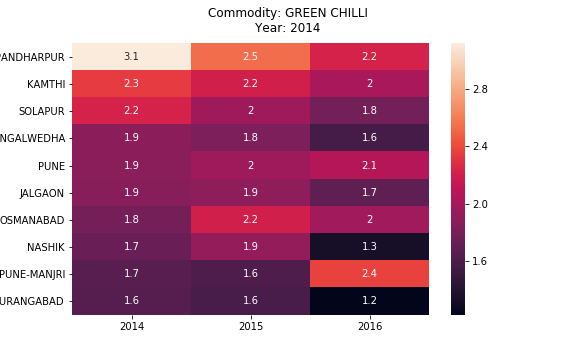 Commodity: GREEN CHILLI
Year: 2014
PANDHARPUR 3.1 2.5 2.2
KAMTHI 2.3 2.2 2
SOLAPUR 2.2 2 1.8
NGALWEDHA 1.9 1.8 1.6
PUNE 1.9 2 2.1
JALGAON 1.9 1.9 1.7
OSMANABAD 1.8 2.2 2
NASHIK 1.7 1.9 1.3
PUNE-MANJRI 1.7 1.6 2.4
URANGABAD 1.6 1.6 1.2
2014 2015 2016
2.8
2.4
2.0
1.6